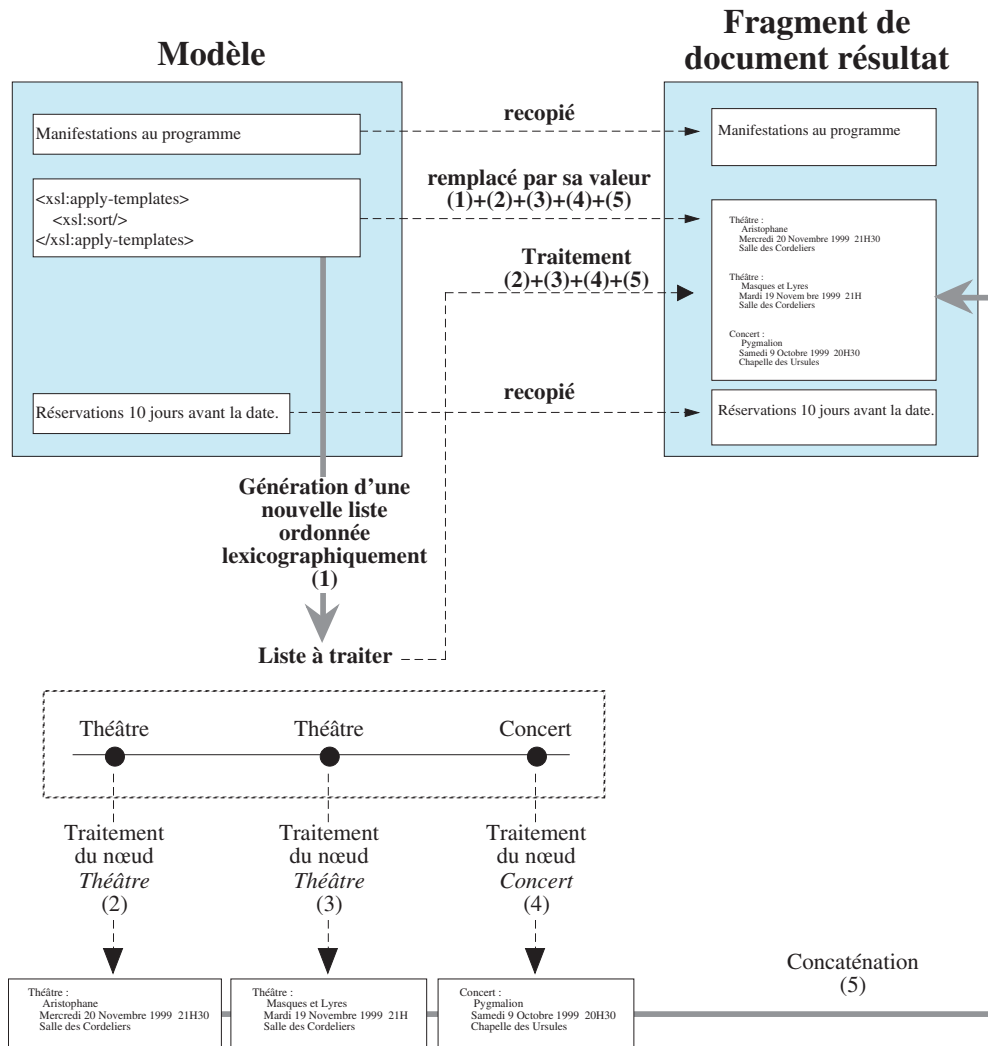 Modèle
Fragment de
document résultat
Manifestations au programme
recopié
Manifestations au programme
<xsl:apply-templates>
<xsl:sort/>
</xsl:apply-templates>
remplacé par sa valeur
(1)+(2)+(3)+(4)+(5)
Traitement
(2)+(3)+(4)+(5)
Théâtre :
Aristophane
Mercredi 20 Novembre 1999 21H30
Salle des Cordeliers
Théâtre :
Masques et Lyres
Mardi 19 Novem bre 1999 21H
Salle des Cordeliers
Concert :
Pygmalion
Samedi 9 Octobre 1999 20H30
Chapelle des Ursules
Réservations 10 jours avant la date.
recopié
Réservations 10 jours avant la date.
Génération d'une
nouvelle liste
ordonnée
lexicographiquement
(1)
Liste à traiter
Théâtre
Théâtre
Concert
Traitement
du nœud
Théâtre
(2)
Traitement
du nœud
Théâtre
(3)
Traitement
du nœud
Concert
(4)
Théâtre :
Aristophane
Mercredi 20 Novembre 1999 21H30
Salle des Cordeliers
Théâtre :
Masques et Lyres
Mardi 19 Novembre 1999 21H
Salle des Cordeliers
Concert :
Pygmalion
Samedi 9 Octobre 1999 20H30
Chapelle des Ursules
Concaténation
(5)